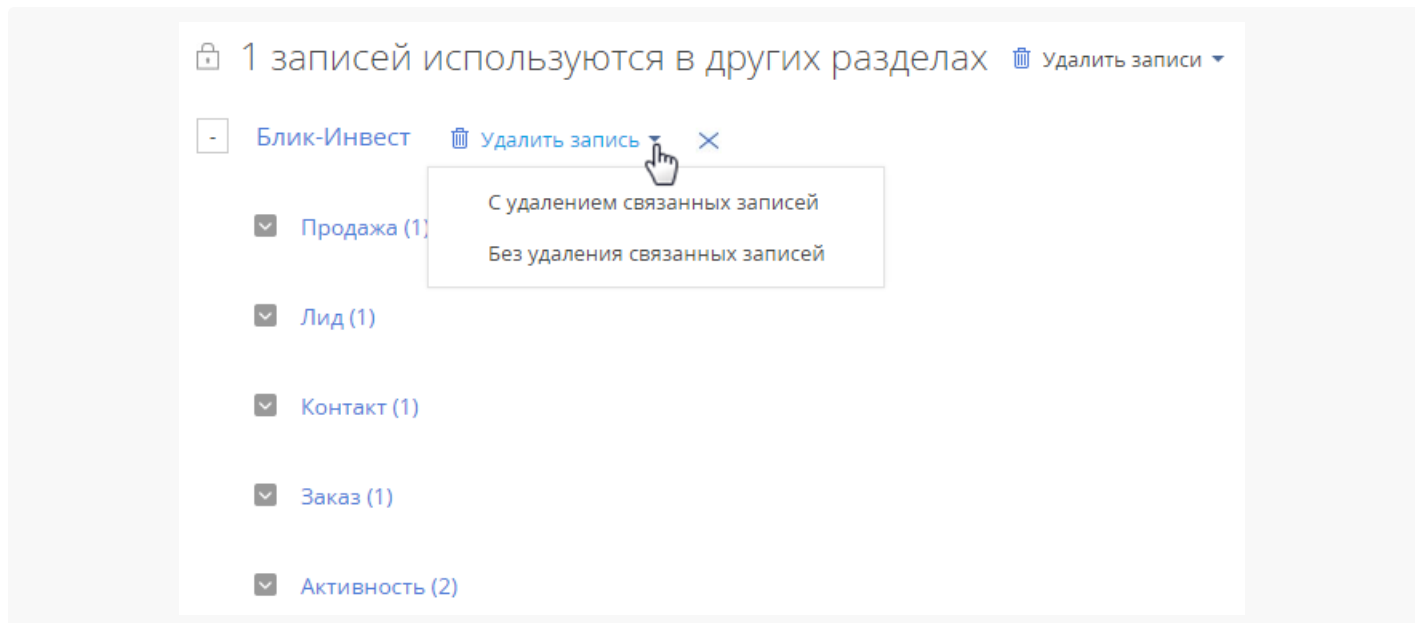 1 записей используются в других разделах Удалить записи
- Блик-Инвест Удалить запись
С удалением связанных записей
Продажа (1)
Без удаления связанных записей
Лид (1)
Контакт (1)
Заказ (1)
Активность (2)